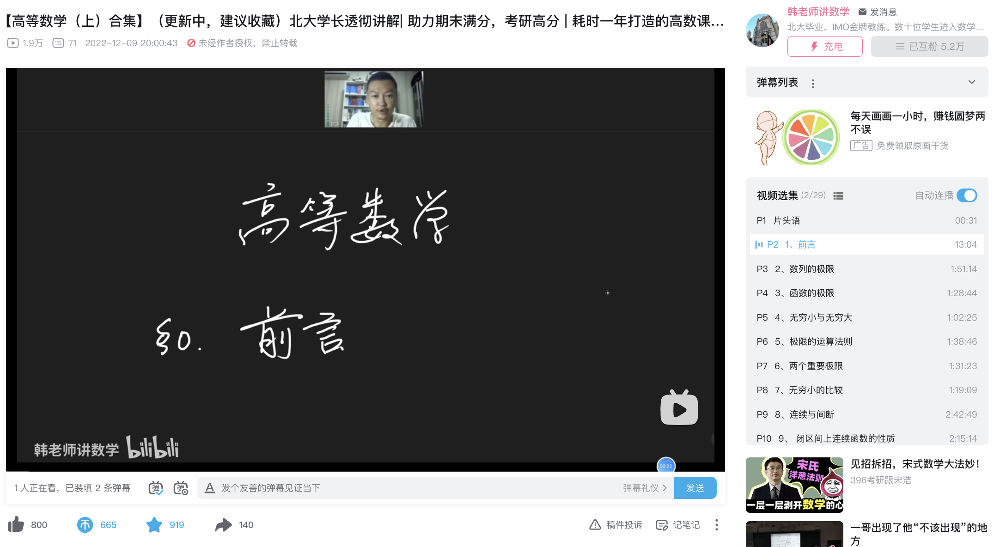 【高等数学（上）合集】（更新中，建议收藏）北大学长透彻讲解| 助力期末满分，考研高分 | 耗时一年打造的高数课…
1.9万 71 2022-12-09 20:00:43 未经作者授权，禁止转载
韩老师讲数学 发消息
北大毕业，IMO金牌教练。数十位学生进入数学…
充电 已互粉 5.2万
韩涛
高等数学
§0. 前言
韩老师讲数学 bilibili
00:02
1人正在看，已装填 2 条弹幕 弹 弹 A 发个友善的弹幕见证当下 弹幕礼仪 发送
800 币 665 919 140 稿件投诉 记笔记
弹幕列表
每天画画一小时，赚钱圆梦两
不误
广告 免费领取原画干货
视频选集 (2/29) 自动连播
P1 片头语 00:31
P2 1、前言 13:04
P3 2、数列的极限 1:51:14
P4 3、函数的极限 1:28:44
P5 4、无穷小与无穷大 1:02:25
P6 5、极限的运算法则 1:38:46
P7 6、两个重要极限 1:31:23
P8 7、无穷小的比较 1:19:09
P9 8、连续与间断 2:42:49
P10 9、 闭区间上连续函数的性质 2:15:14
宋氏
洋葱法则
一层一层剥开数学的心
见招拆招，宋式数学大法妙！
396考研跟宋浩
一哥出现了他“不该出现”的地
方